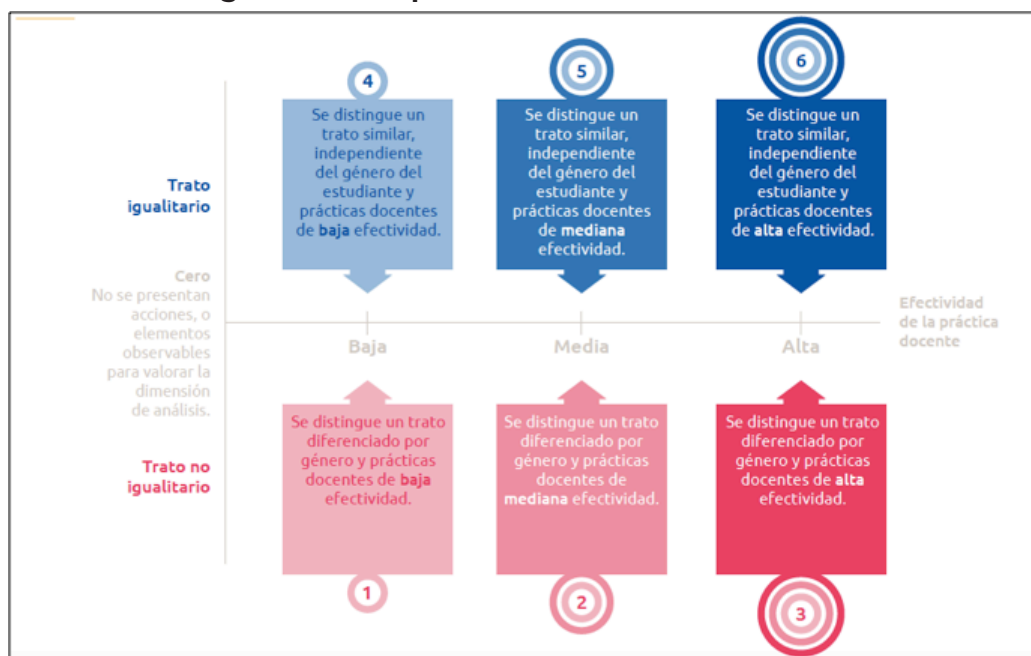 4
Se distingue un
trato similar,
independiente
del género del
estudiante y
prácticas docentes
de baja efectividad.
5
Se distingue un
trato similar,
independiente
del género del
estudiante y
prácticas docentes
de mediana
efectividad.
6
Se distingue un
trato similar,
independiente
del género del
estudiante y
prácticas docentes
de alta efectividad.
Trato
igualitario
Cero
No se presentan
acciones, o
elementos
observables
para valorar la
dimensión
de análisis.
Baja
Media
Alta
Efectividad
de la práctica
docente
Trato no
igualitario
Se distingue un trato
diferenciado por
género y prácticas
docentes de baja
efectividad.
1
Se distingue un trato
diferenciado por
género y prácticas
docentes de
mediana efectividad.
2
Se distingue un trato
diferenciado por
género y prácticas
docentes de alta
efectividad.
3